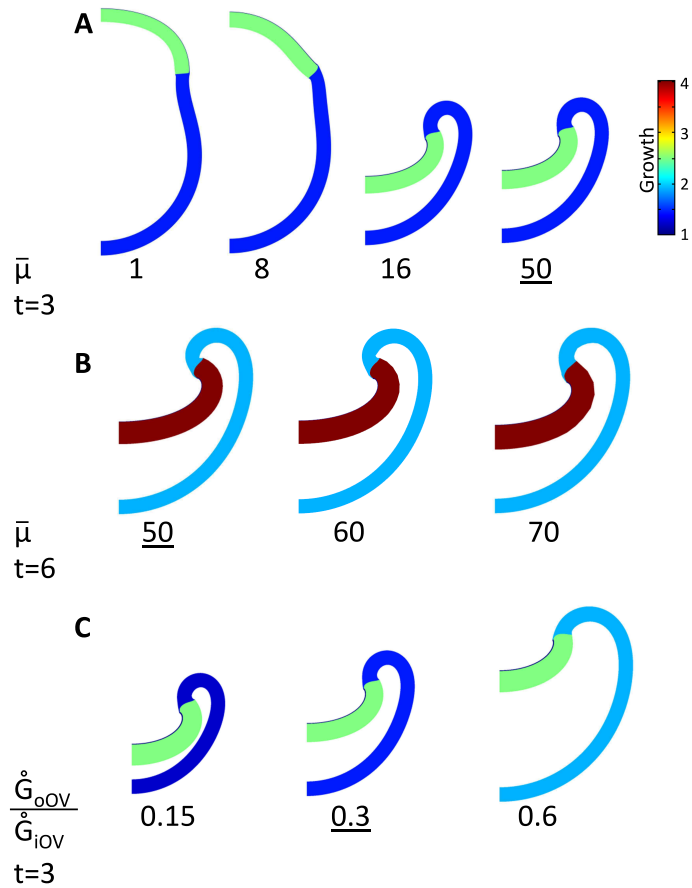 A
4
3
2
1
Growth
μ̄ 1 8 16 50
t=3
B
μ̄ 50 60 70
t=6
C
G̊oOV
G̊iOV
0.15 0.3 0.6
t=3